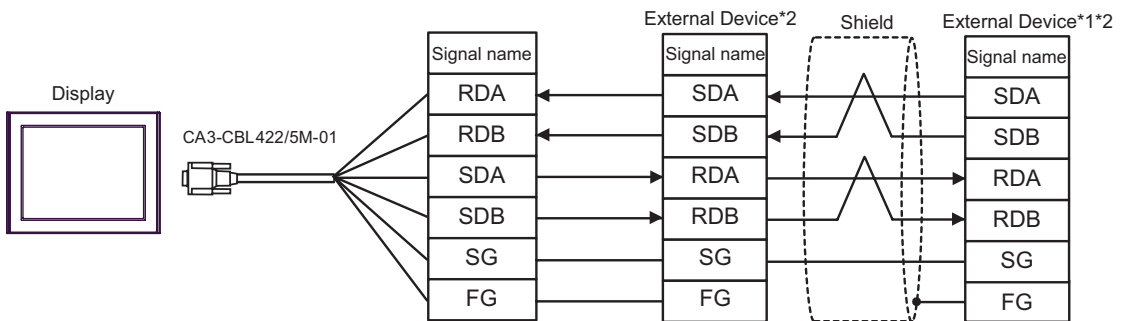 Display
CA3-CBL422/5M-01
Signal name
RDA
RDB
SDA
SDB
SG
FG
External Device*2
Signal name
SDA
SDB
RDA
RDB
SG
FG
Shield
External Device*1*2
Signal name
SDA
SDB
RDA
RDB
SG
FG